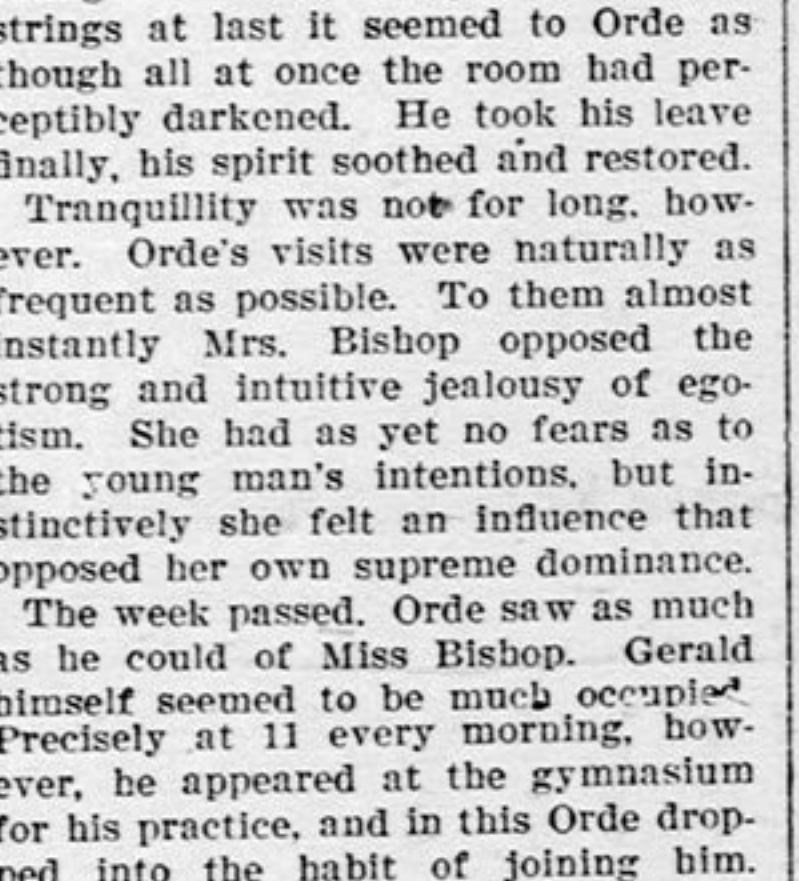 strings at last it seemed to Orde as
though all at once the room had per-
ceptibly darkened. He took his leave
finally, his spirit soothed and restored.
Tranquillity was not for long, how-
ever. Orde's visits were naturally as
frequent as possible. To them almost
instantly Mrs. Bishop opposed the
strong and intuitive jealousy of ego-
tism. She had as yet no fears as to
the young man's intentions, but in-
stinctively she felt an influence that
opposed her own supreme dominance.
The week passed. Orde saw as much
as he could of Miss Bishop. Gerald
himself seemed to be much occupied
Precisely at 11 every morning, how-
ever, he appeared at the gymnasium
for his practice, and in this Orde drop-
ped into the habit of joining him.